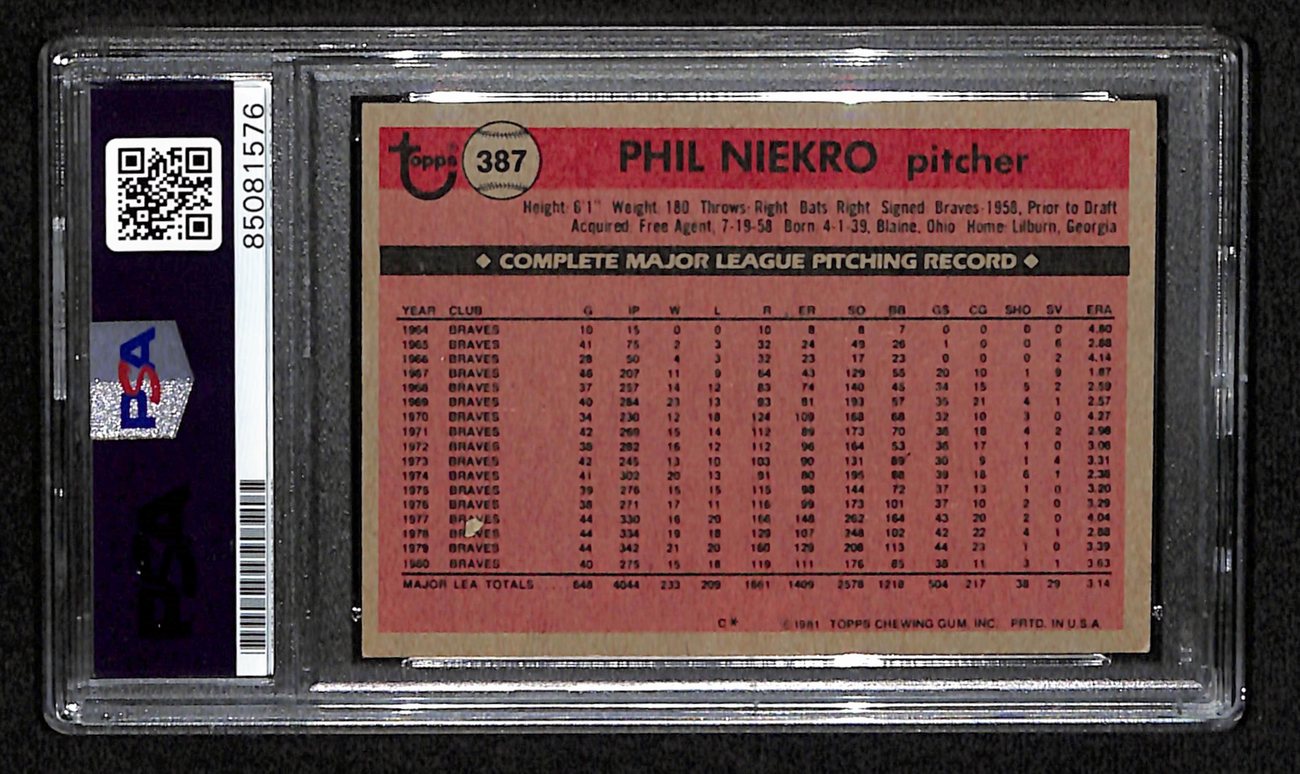 85081576
PSA
PSA
topps 387 PHIL NIEKRO pitcher
Height 6'1" Weight 180 Throws Right Bats Right Signed Braves-1958, Prior to Draft
Acquired Free Agent, 7-19-58 Born 4-1-39, Blaine, Ohio Home Lilburn, Georgia
◆ COMPLETE MAJOR LEAGUE PITCHING RECORD ◆
YEAR CLUB G IP W L R ER SO BB GS CG SHO SV ERA
1964 BRAVES 10 15 0 0 10 8 8 7 0 0 0 0 4.80
1965 BRAVES 41 75 2 3 32 24 49 26 1 0 0 6 2.88
1966 BRAVES 28 50 4 3 32 23 17 23 0 0 0 2 4.14
1967 BRAVES 46 207 11 9 64 43 129 55 20 10 1 9 1.87
1968 BRAVES 37 257 14 12 83 74 140 45 34 15 5 2 2.59
1969 BRAVES 40 284 23 13 93 81 193 57 35 21 4 1 2.57
1970 BRAVES 34 230 12 18 124 109 168 68 32 10 3 0 4.27
1971 BRAVES 42 269 15 14 112 89 173 70 36 18 4 2 2.98
1972 BRAVES 38 282 16 12 112 96 164 53 36 17 1 0 3.06
1973 BRAVES 42 245 13 10 103 90 131 89 30 9 1 4 3.31
1974 BRAVES 41 302 20 13 91 80 195 88 39 18 6 1 2.38
1975 BRAVES 39 276 15 15 115 98 144 72 37 13 1 0 3.20
1976 BRAVES 38 271 17 11 116 99 173 101 37 10 2 0 3.29
1977 BRAVES 44 330 16 20 166 148 262 164 43 20 2 0 4.04
1978 BRAVES 44 334 19 18 129 107 248 102 42 22 4 1 2.88
1979 BRAVES 44 342 21 20 160 129 208 113 44 23 1 0 3.39
1980 BRAVES 40 275 15 18 119 111 176 85 38 11 3 1 3.63
MAJOR LEA TOTALS 648 4044 233 209 1661 1409 2578 1218 504 217 38 29 3.14
C* © 1981 TOPPS CHEWING GUM, INC. PRTD. IN U.S.A.